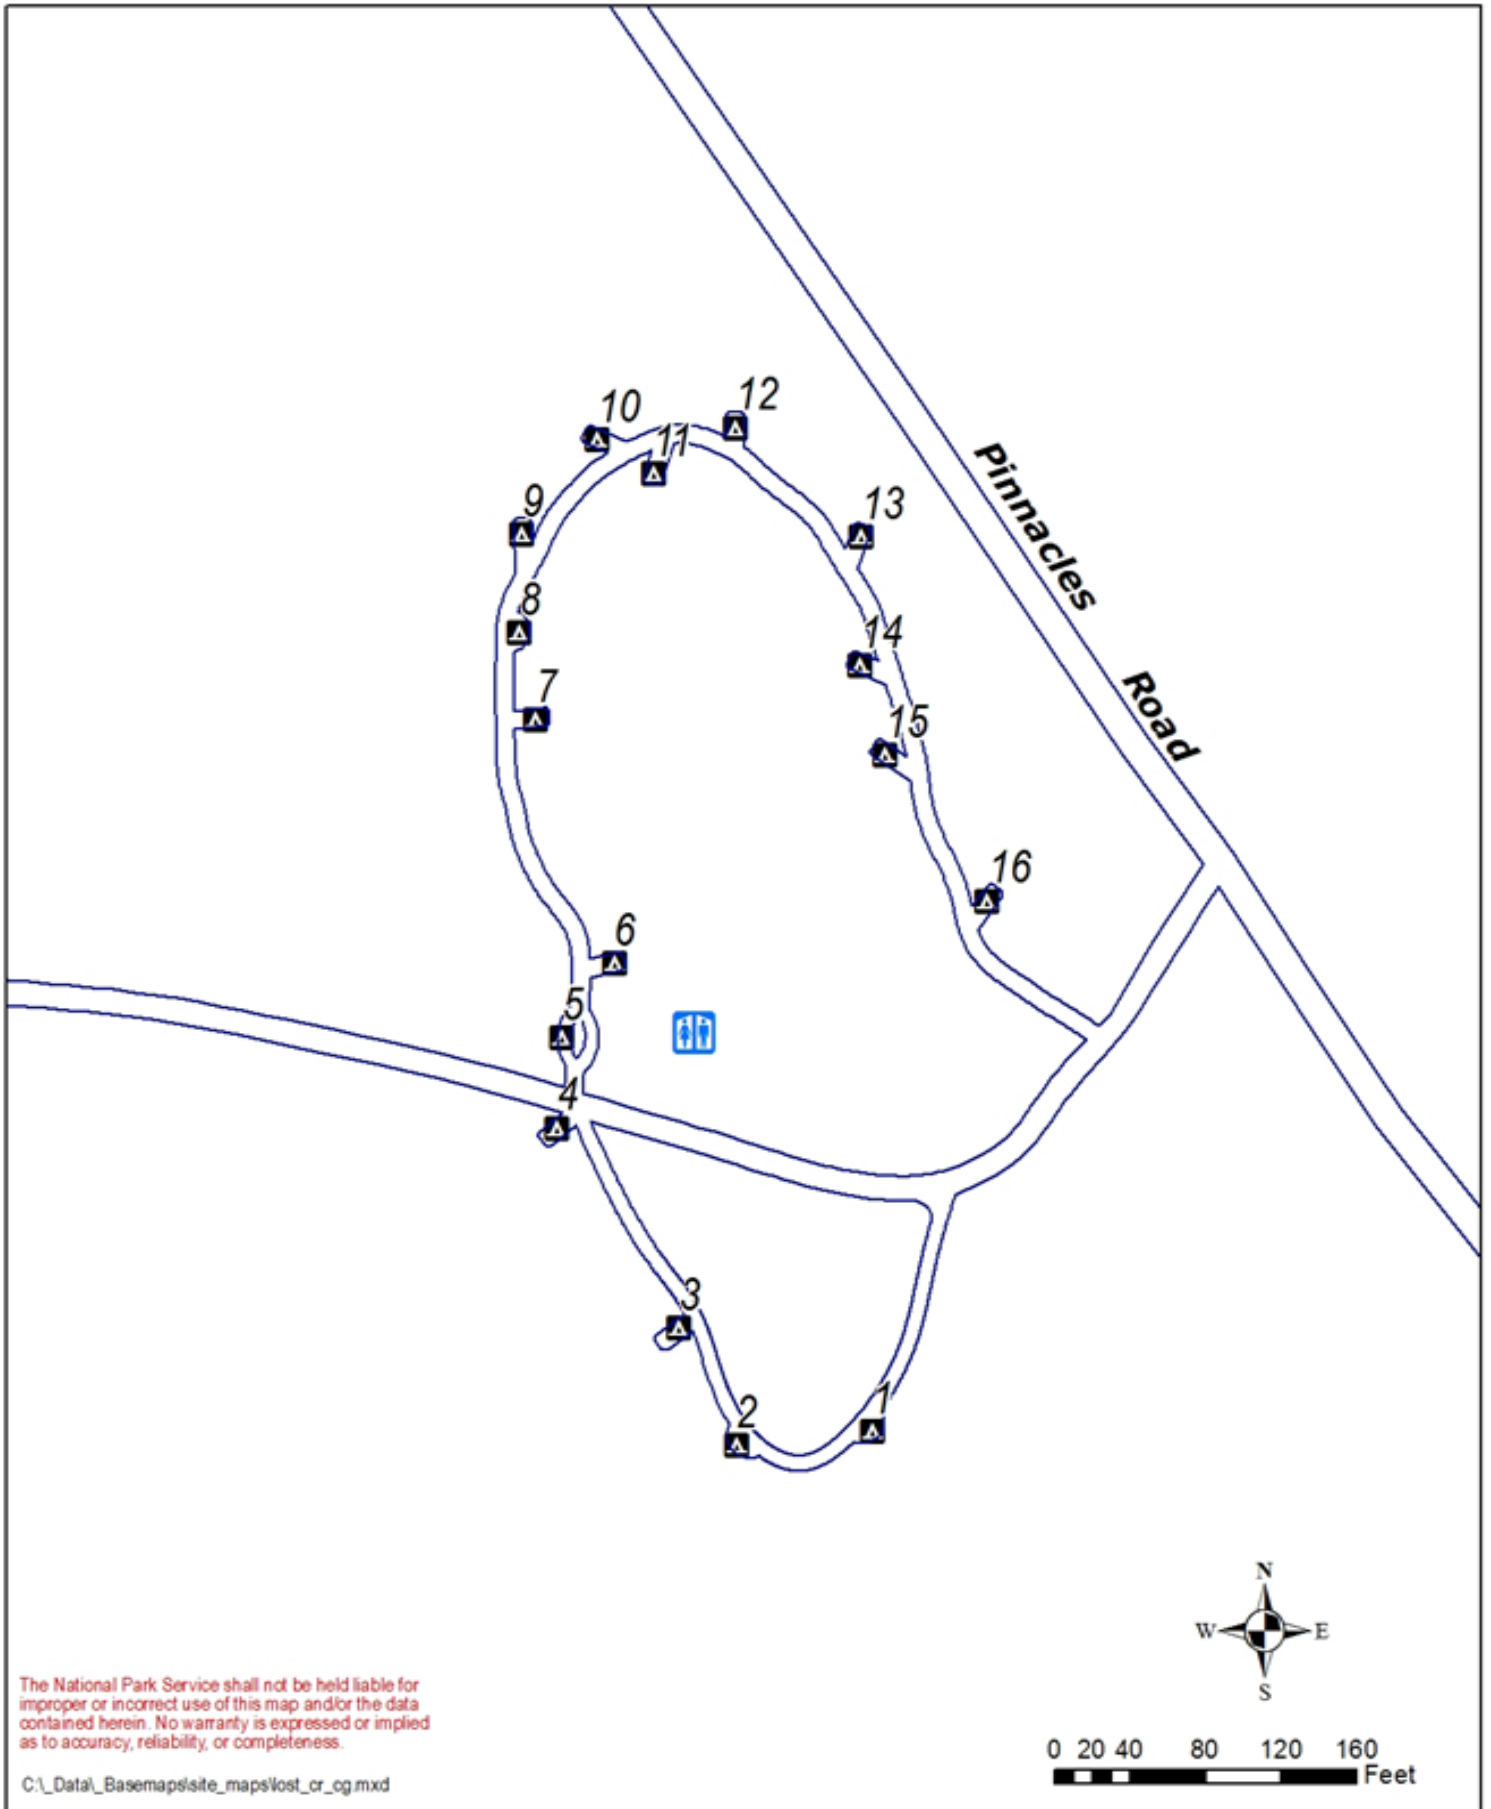 12
10
11
9
13
Pinnacles
8
14
7
Road
15
16
6
5
4
3
2
1
N
W
E
S
The National Park Service shall not be held liable for
improper or incorrect use of this map and/or the data
contained herein. No warranty is expressed or implied
as to accuracy, reliability, or completeness.
0 20 40 80 120 160
Feet
C:\_Data\_Basemaps\site_maps\lost_cr_cg.mxd